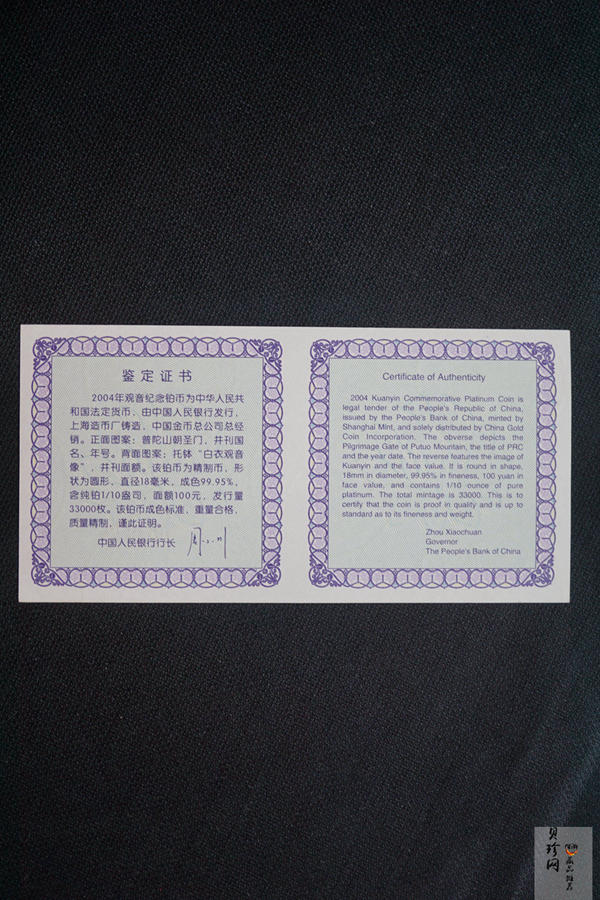 鉴定证书
2004年观音纪念铂币为中华人民共
和国法定货币，由中国人民银行发行，
上海造币厂铸造，中国金币总公司总经
销。正面图案：普陀山朝圣门，并刊国
名、年号。背面图案：托钵“白衣观音
像”，并刊面额。该铂币为精制币，形
状为圆形，直径18毫米，成色99.95%，
含纯铂1/10盎司，面额100元，发行量
33000枚。该铂币成色标准，重量合格，
质量精制，谨此证明。
中国人民银行行长 周小川
Certificate of Authenticity
2004 Kuanyin Commemorative Platinum Coin is
legal tender of the People's Republic of China,
issued by the People's Bank of China, minted by
Shanghai Mint, and solely distributed by China Gold
Coin Incorporation. The obverse depicts the
Pilgrimage Gate of Putuo Mountain, the title of PRC
and the year date. The reverse features the image of
Kuanyin and the face value. It is round in shape,
18mm in diameter, 99.95% in fineness, 100 yuan in
face value, and contains 1/10 ounce of pure
platinum. The total mintage is 33000. This is to
certify that the coin is proof in quality and is up to
standard as to its fineness and weight.
Zhou Xiaochuan
Governor
The People's Bank of China
贝珍网
藏品推荐